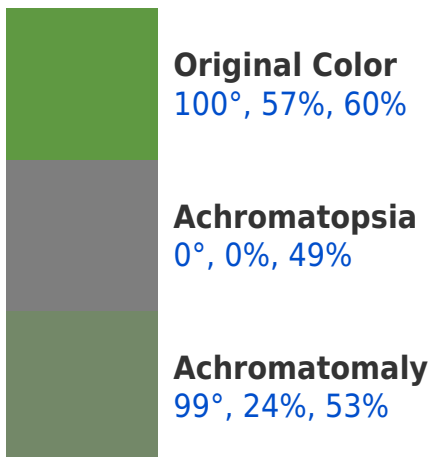 Original Color
100°, 57%, 60%
Achromatopsia
0°, 0%, 49%
Achromatomaly
99°, 24%, 53%